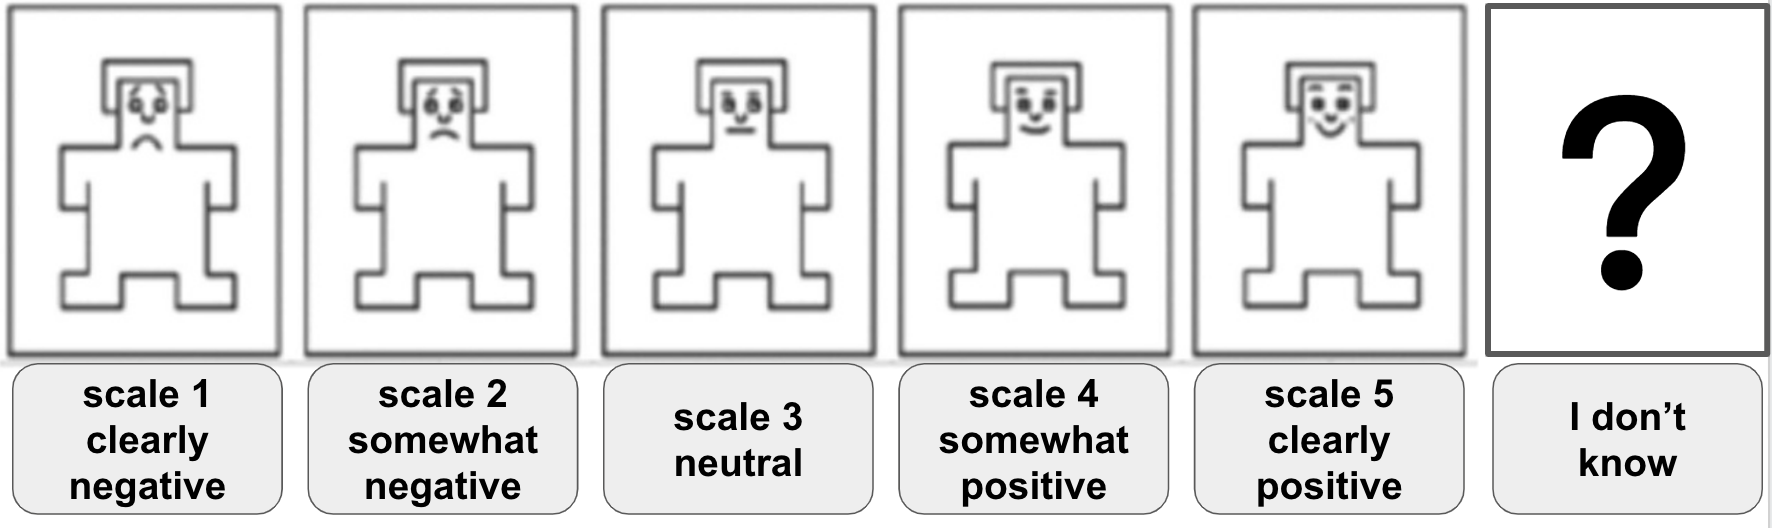 ?
scale 1
clearly
negative
scale 2
somewhat
negative
scale 3
neutral
scale 4
somewhat
positive
scale 5
clearly
positive
I don’t
know